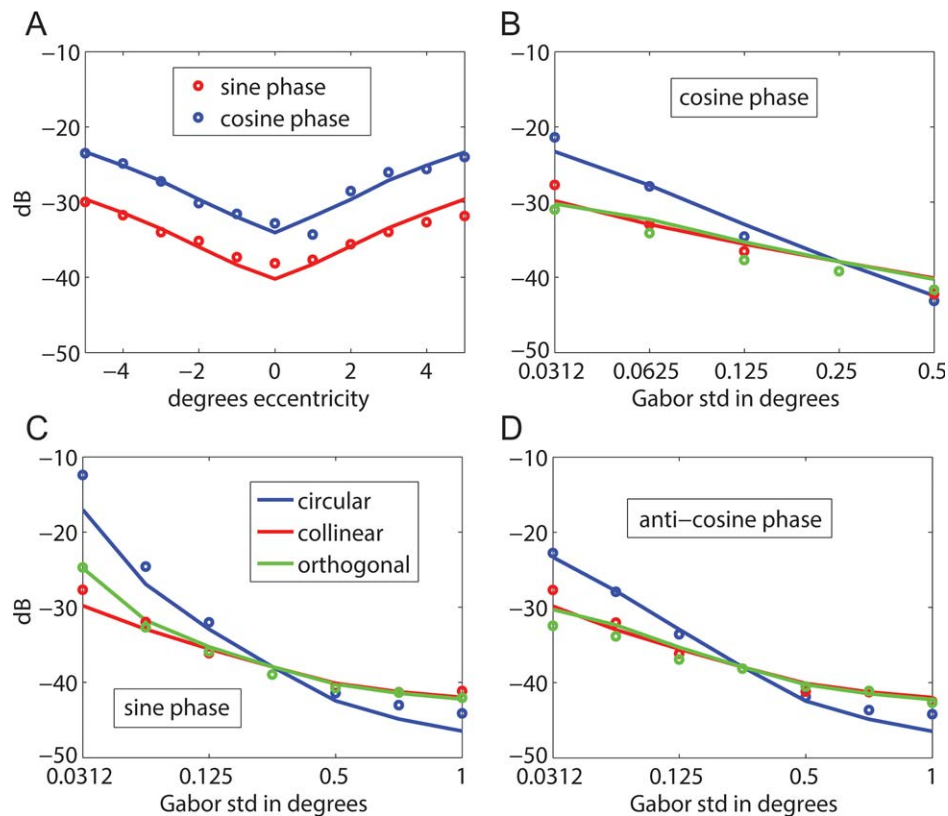 A
−10
−20
−30
−40
−50
dB
sine phase
cosine phase
−4
−2
0
2
4
degrees eccentricity
B
−10
−20
−30
−40
−50
cosine phase
0.0312
0.0625
0.125
0.25
0.5
Gabor std in degrees
C
−10
−20
−30
−40
−50
dB
circular
collinear
orthogonal
sine phase
0.0312
0.125
0.5
1
Gabor std in degrees
D
−10
−20
−30
−40
−50
anti−cosine phase
0.0312
0.125
0.5
1
Gabor std in degrees